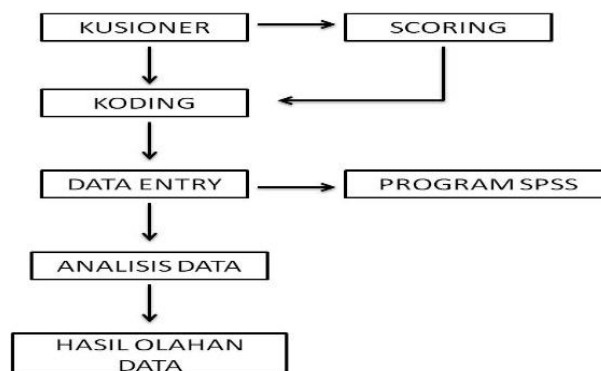 KUSIONER
SCORING
KODING
DATA ENTRY
PROGRAM SPSS
ANALISIS DATA
HASIL OLAHAN
DATA